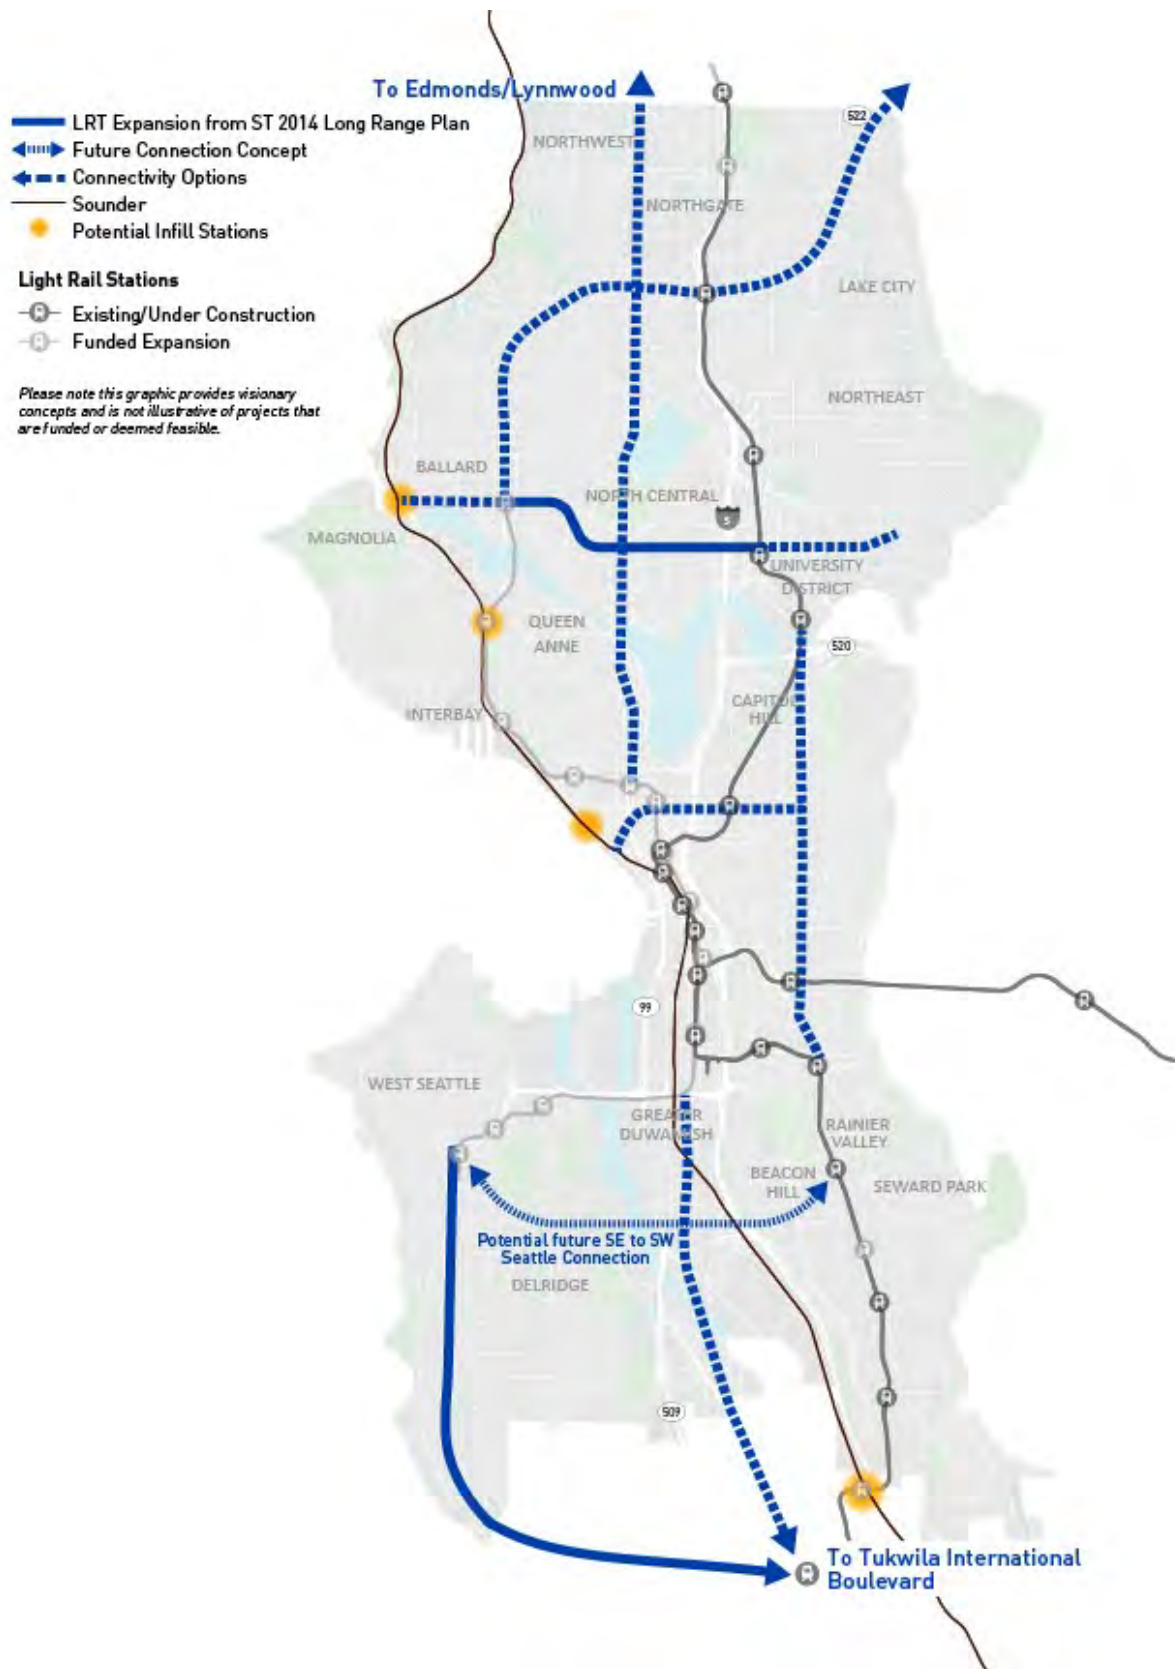 To Edmonds/Lynnwood
LRT Expansion from ST 2014 Long Range Plan
Future Connection Concept
Connectivity Options
Sounder
Potential Infill Stations
Light Rail Stations
Existing/Under Construction
Funded Expansion
Please note this graphic provides visionary
concepts and is not illustrative of projects that
are funded or deemed feasible.
522
NORTHWEST
NORTHGATE
LAKE CITY
NORTHEAST
BALLARD
NORTH CENTRAL
5
MAGNOLIA
UNIVERSITY
DISTRICT
QUEEN
ANNE
520
INTERBAY
CAPITOL
HILL
99
WEST SEATTLE
GREATER
DUWAMISH
RAINIER
VALLEY
BEACON
HILL
SEWARD PARK
Potential future SE to SW
Seattle Connection
DELRIDGE
509
To Tukwila International
Boulevard